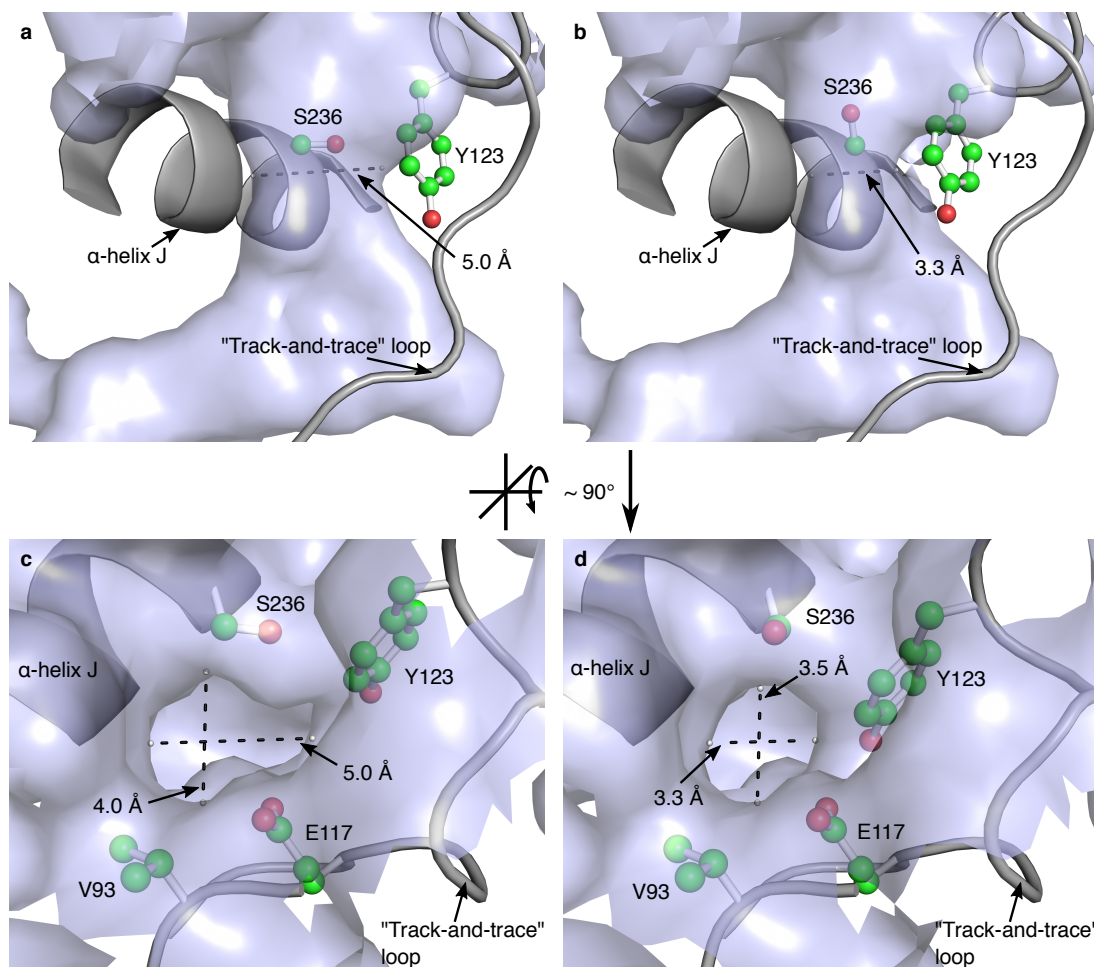 a
S236
Y123
α-helix J
5.0 Å
"Track-and-trace" loop
b
S236
Y123
α-helix J
3.3 Å
"Track-and-trace" loop
~ 90°
c
S236
α-helix J
Y123
5.0 Å
4.0 Å
E117
V93
"Track-and-trace"
loop
d
S236
α-helix J
3.5 Å
Y123
3.3 Å
E117
V93
"Track-and-trace"
loop